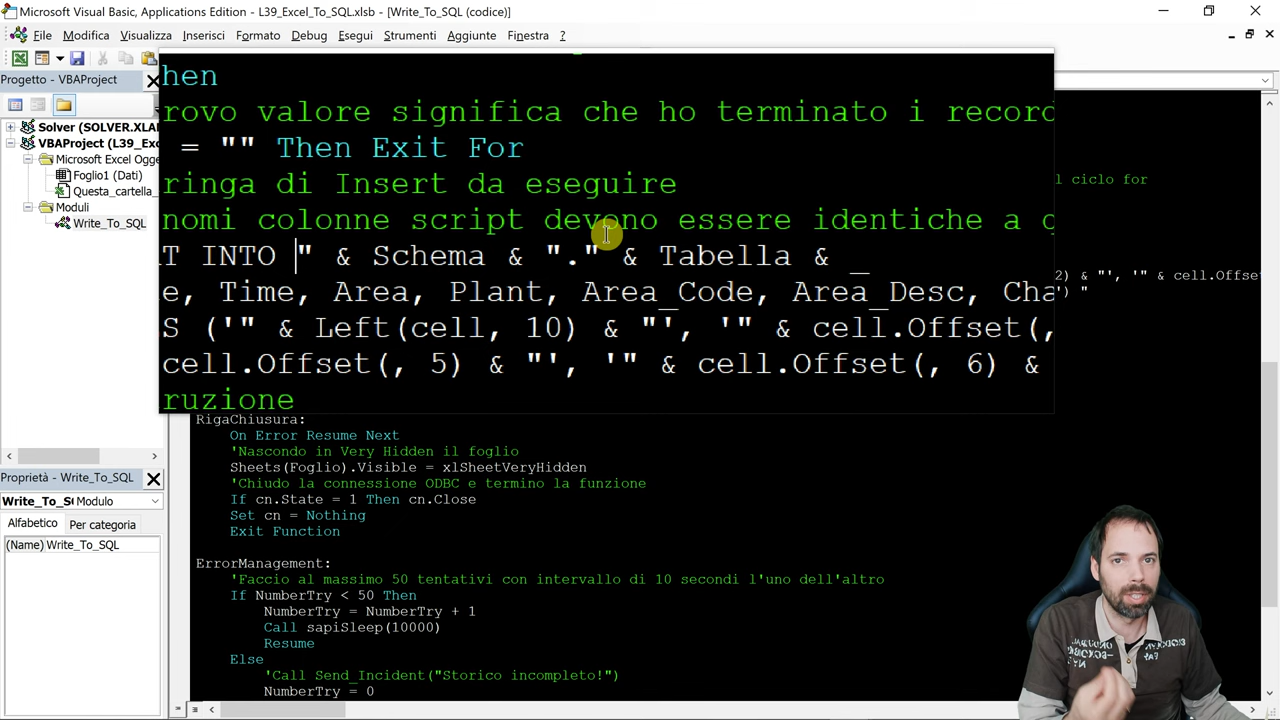 Microsoft Visual Basic, Applications Edition - L39_Excel_To_SQL.xlsb - [Write_To_SQL (codice)]
File Modifica Visualizza Inserisci Formato Debug Esegui Strumenti Aggiunte Finestra ?
Progetto - VBAProject
Solver (SOLVER.XLA
VBAProject (L39_Exc
Microsoft Excel Ogge
Foglio1 (Dati)
Questa_cartella_
Moduli
Write_To_SQL
Proprietà - Write_To_SQL
Write_To_S Modulo
Alfabetico Per categoria
(Name) Write_To_SQL
hen
rovo valore significa che ho terminato i record
= "" Then Exit For
ringa di Insert da eseguire
nomi colonne script devono essere identiche a q
T INTO " & Schema & "." & Tabella & _
e, Time, Area, Plant, Area_Code, Area_Desc, Cha
S ('" & Left(cell, 10) & "', '" & cell.Offset(,
cell.Offset(, 5) & "', '" & cell.Offset(, 6) &
ruzione
l ciclo for
2) & "', '" & cell.Offse
') "
RigaChiusura:
On Error Resume Next
'Nascondo in Very Hidden il foglio
Sheets(Foglio).Visible = xlSheetVeryHidden
'Chiudo la connessione ODBC e termino la funzione
If cn.State = 1 Then cn.Close
Set cn = Nothing
Exit Function
ErrorManagement:
'Faccio al massimo 50 tentativi con intervallo di 10 secondi l'uno dell'altro
If NumberTry < 50 Then
NumberTry = NumberTry + 1
Call sapiSleep(10000)
Resume
Else
'Call Send_Incident("Storico incompleto!")
NumberTry = 0